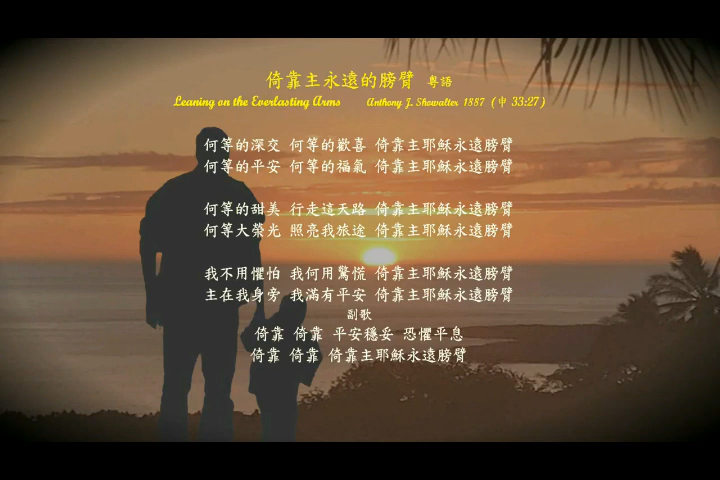 倚靠主永遠的膀臂 粵語
Leaning on the Everlasting Arms Anthony J. Showalter 1887 (申 33:27)
何等的深交 何等的歡喜 倚靠主耶穌永遠膀臂
何等的平安 何等的福氣 倚靠主耶穌永遠膀臂
何等的甜美 行走這天路 倚靠主耶穌永遠膀臂
何等大榮光 照亮我旅途 倚靠主耶穌永遠膀臂
我不用懼怕 我何用驚慌 倚靠主耶穌永遠膀臂
主在我身旁 我滿有平安 倚靠主耶穌永遠膀臂
副歌
倚靠 倚靠 平安穩妥 恐懼平息
倚靠 倚靠 倚靠主耶穌永遠膀臂